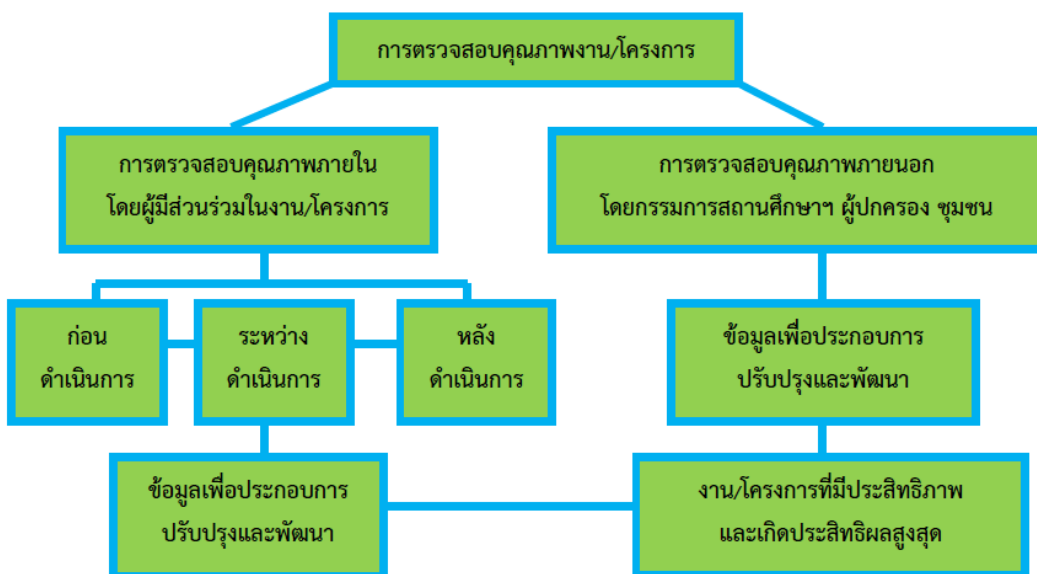 การตรวจสอบคุณภาพงาน/โครงการ
การตรวจสอบคุณภาพภายใน
โดยผู้มีส่วนร่วมในงาน/โครงการ
การตรวจสอบคุณภาพภายนอก
โดยกรรมการสถานศึกษาฯ ผู้ปกครอง ชุมชน
ก่อน
ดำเนินการ
ระหว่าง
ดำเนินการ
หลัง
ดำเนินการ
ข้อมูลเพื่อประกอบการ
ปรับปรุงและพัฒนา
ข้อมูลเพื่อประกอบการ
ปรับปรุงและพัฒนา
งาน/โครงการที่มีประสิทธิภาพ
และเกิดประสิทธิผลสูงสุด